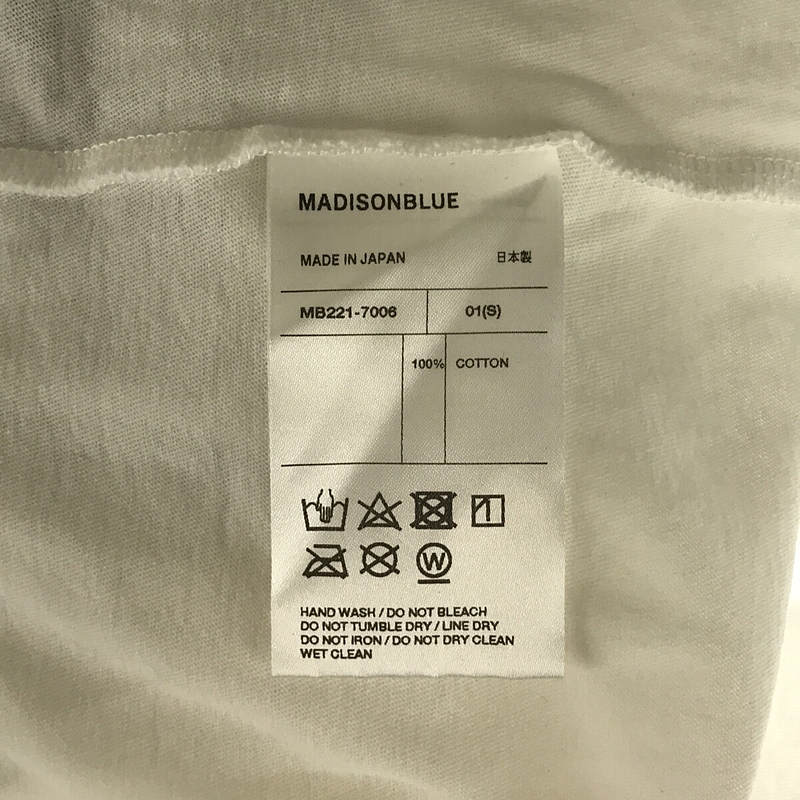 MADISONBLUE
MADE IN JAPAN 日本製
MB221-7006 01(S)
100% COTTON
W
HAND WASH / DO NOT BLEACH
DO NOT TUMBLE DRY / LINE DRY
DO NOT IRON / DO NOT DRY CLEAN
WET CLEAN